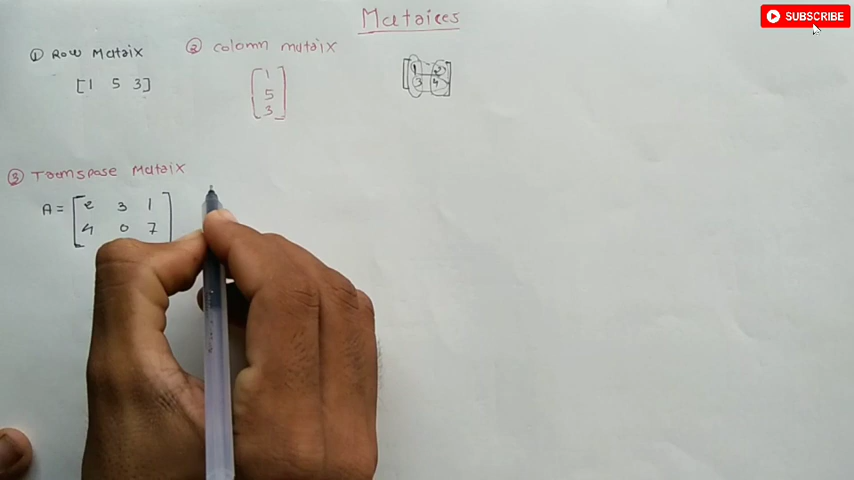 Matrices
① Row Matrix
[1 5 3]
② Column matrix
1
5
3
1 2
3 4
③ Transpose Matrix
A = [2 3 1
4 0 7]
SUBSCRIBE